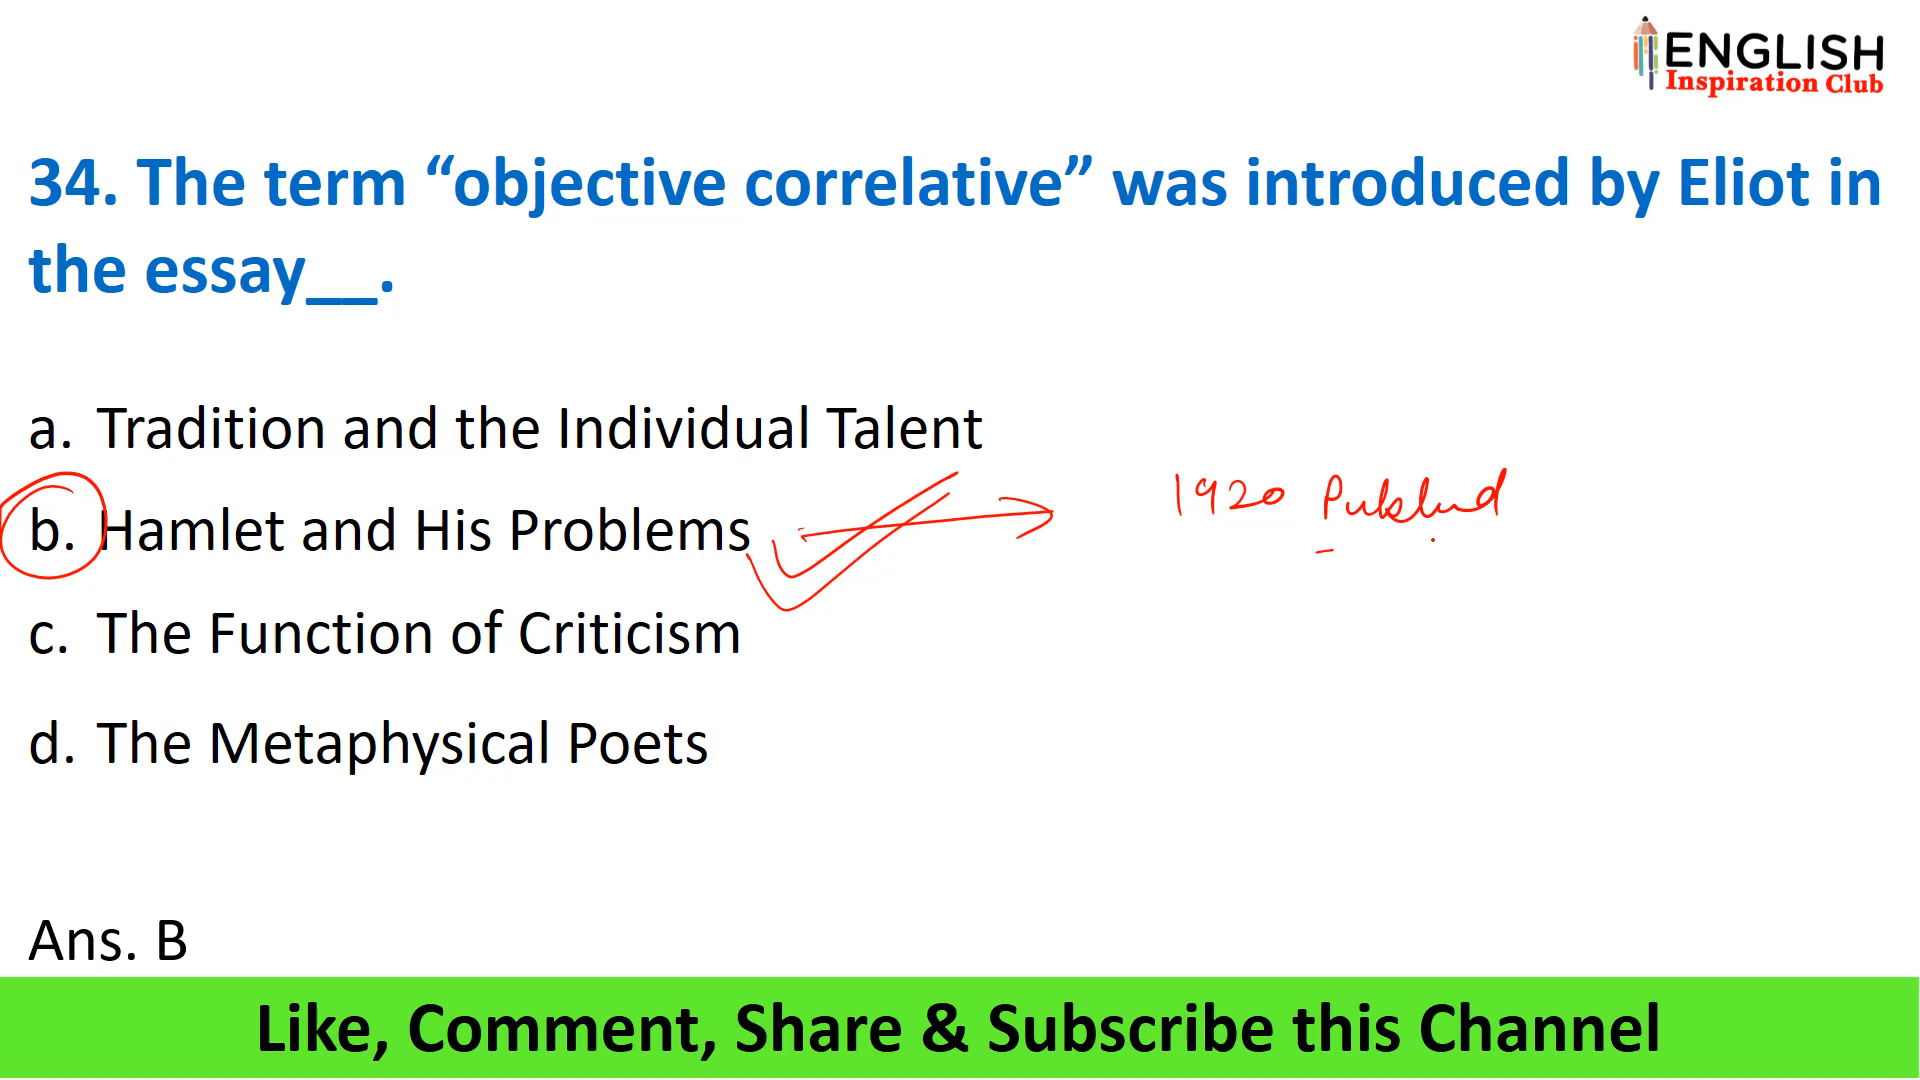 ENGLISH
Inspiration Club
34. The term “objective correlative” was introduced by Eliot in
the essay__.
a. Tradition and the Individual Talent
b. Hamlet and His Problems
1920
c. The Function of Criticism
d. The Metaphysical Poets
Ans. B
Like, Comment, Share & Subscribe this Channel